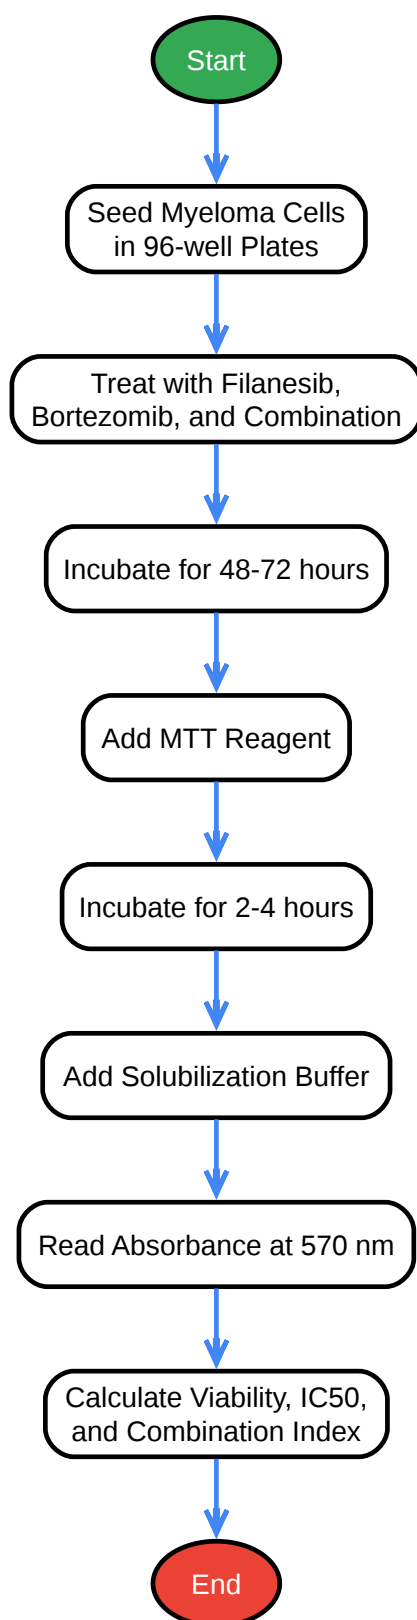 Start
Seed Myeloma Cells
in 96-well Plates
Treat with Filanesib,
Bortezomib, and Combination
Incubate for 48-72 hours
Add MTT Reagent
Incubate for 2-4 hours
Add Solubilization Buffer
Read Absorbance at 570 nm
Calculate Viability, IC50,
and Combination Index
End